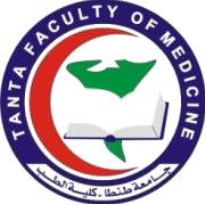 TANTA FACULTY OF MEDICINE
جامعة طنطا - كلية الطب